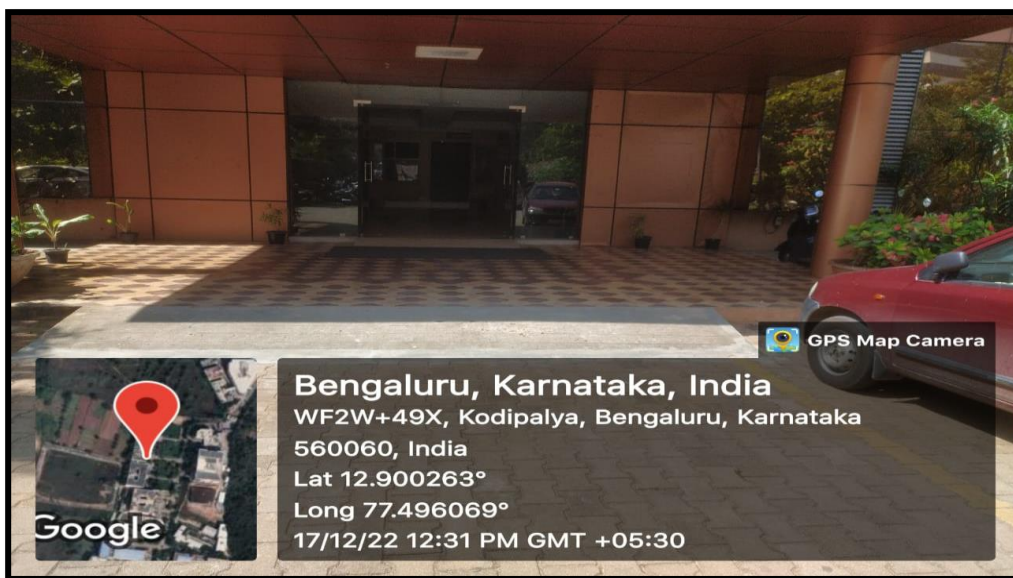 GPS Map Camera
Bengaluru, Karnataka, India
WF2W+49X, Kodipalya, Bengaluru, Karnataka
560060, India
Lat 12.900263°
Long 77.496069°
17/12/22 12:31 PM GMT +05:30
Google